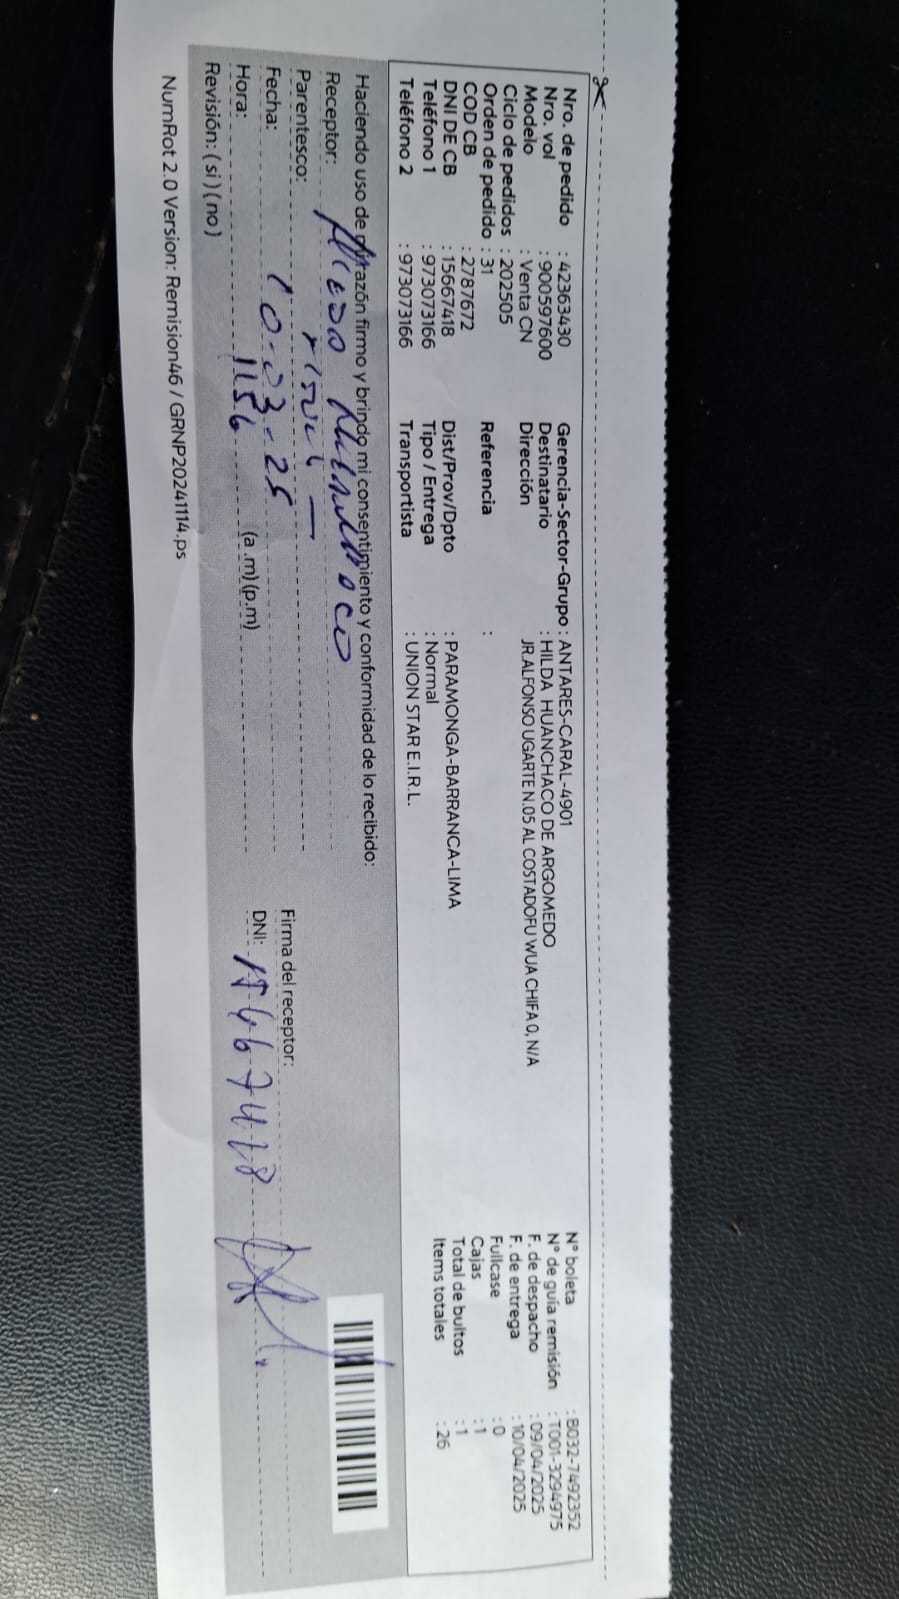 Nro. de pedido : 42363430 Gerencia-Sector-Grupo : ANTARES-CARAL-4901 N° boleta : B032-7492352
Nro. vol : 900597600 Destinatario : HILDA HUANCHACO DE ARGOMEDO N° de guía remisión : T001-3294975
Modelo : Venta CN Dirección JR.ALFONSO UGARTE N.05 AL COSTADOFU WUA CHIFA 0, N/A F. de despacho : 09/04/2025
Ciclo de pedidos : 202505 F. de entrega : 10/04/2025
Orden de pedido : 31 Referencia : Fullcase : 0
COD CB : 2787672 Cajas : 1
DNI DE CB : 15667418 Dist/Prov/Dpto : PARAMONGA-BARRANCA-LIMA Total de bultos : 1
Teléfono 1 : 973073166 Tipo / Entrega : Normal Items totales : 26
Teléfono 2 : 973073166 Transportista : UNION STAR E.I.R.L.
Haciendo uso de mi razón firmo y brindo mi consentimiento y conformidad de lo recibido:
Receptor:
Parentesco: Firma del receptor:
Fecha: 10-03-25 DNI:
Hora: 1156 (a .m) (p.m)
Revisión: ( si ) ( no )
NumRot 2.0 Version: Remision46 / GRNP20241114.ps